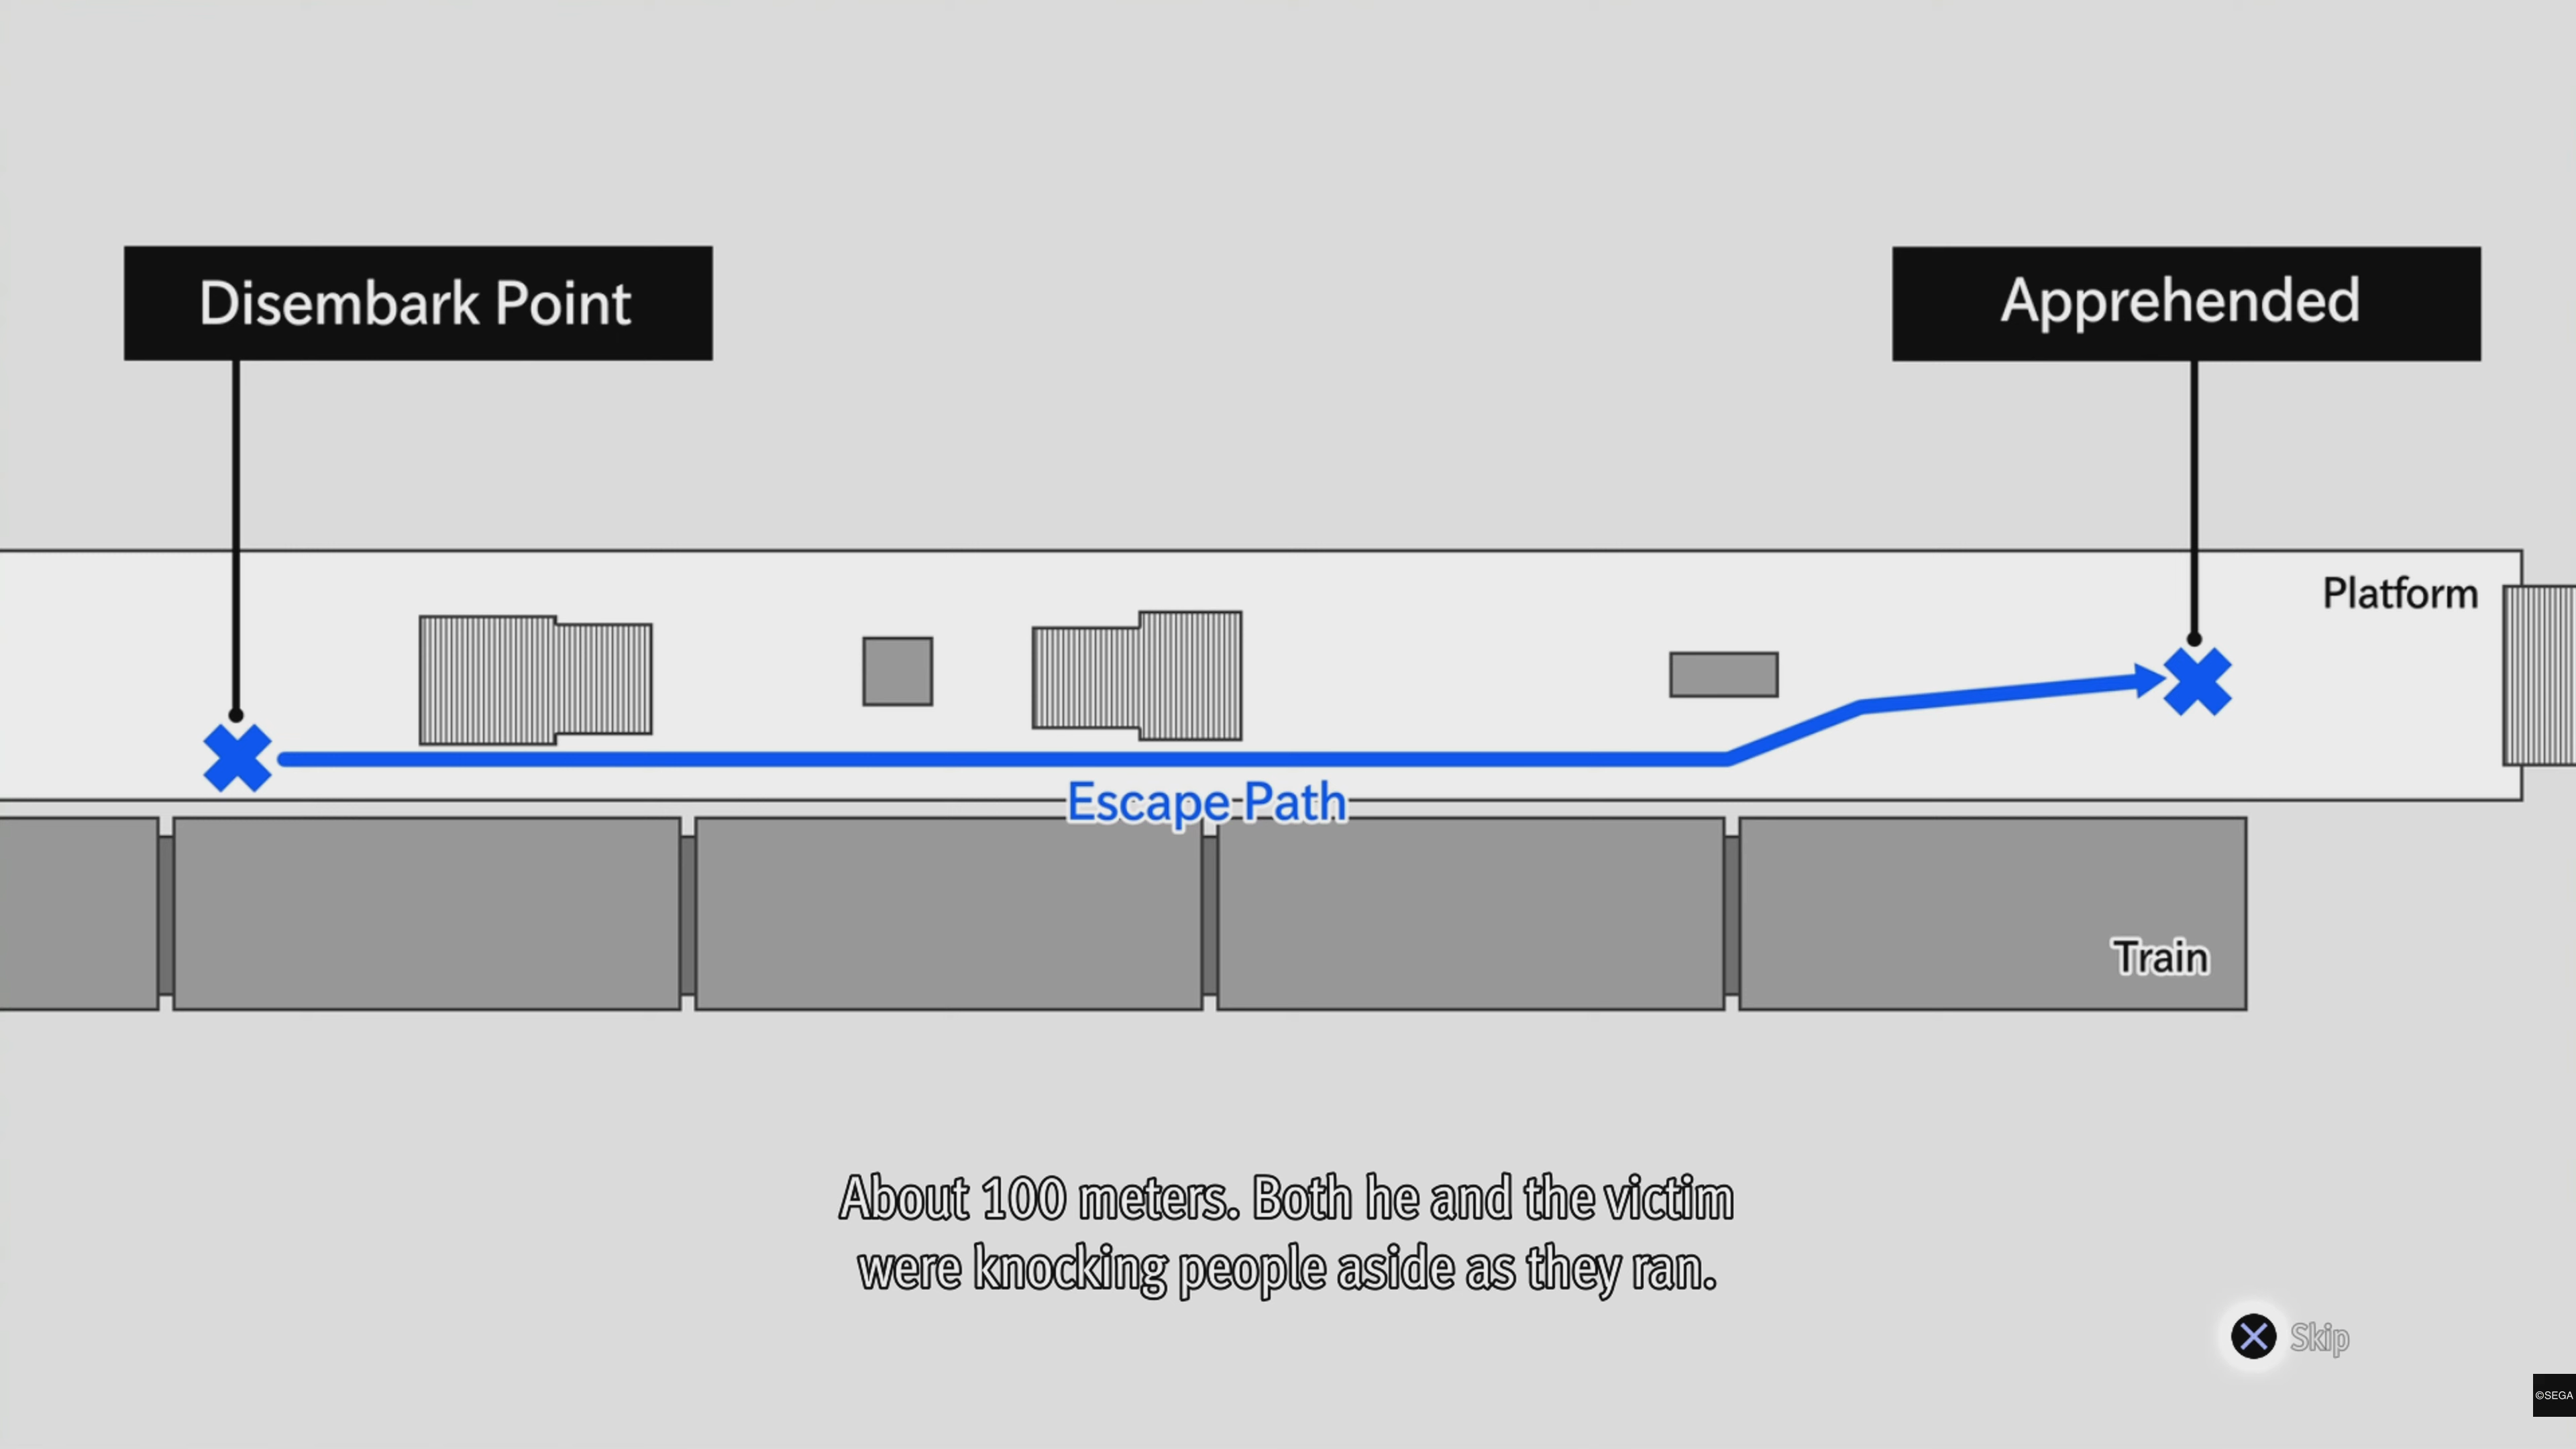 Disembark Point
Apprehended
Platform
Escape Path
Train
About 100 meters. Both he and the victim
were knocking people aside as they ran.
Skip
©SEGA